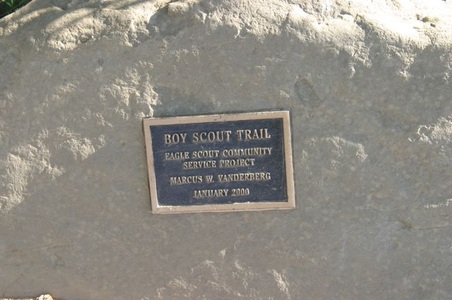 BOY SCOUT TRAIL
EAGLE SCOUT COMMUNITY
SERVICE PROJECT
MARCUS W. VANDERBERG
JANUARY 2000